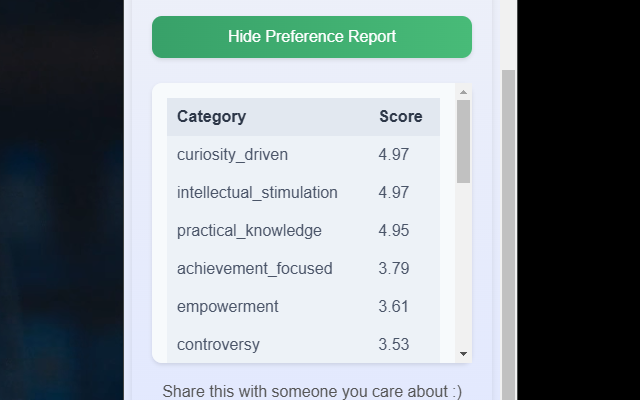 Hide Preference Report
Category Score
curiosity_driven 4.97
intellectual_stimulation 4.97
practical_knowledge 4.95
achievement_focused 3.79
empowerment 3.61
controversy 3.53
Share this with someone you care about :)